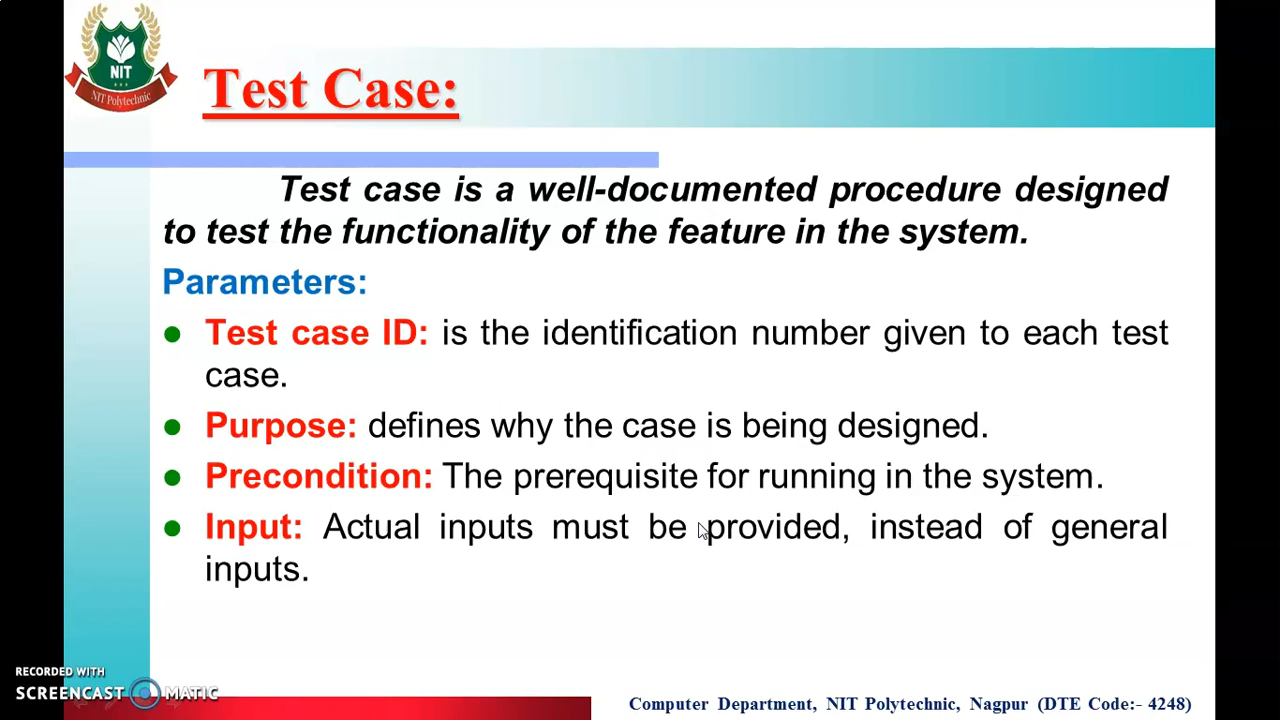 NIT
NIT Polytechnic
Test Case:
Test case is a well-documented procedure designed
to test the functionality of the feature in the system.
Parameters:
Test case ID: is the identification number given to each test
case.
Purpose: defines why the case is being designed.
Precondition: The prerequisite for running in the system.
Input: Actual inputs must be provided, instead of general
inputs.
RECORDED WITH
SCREENCAST MATIC
Computer Department, NIT Polytechnic, Nagpur (DTE Code:- 4248)